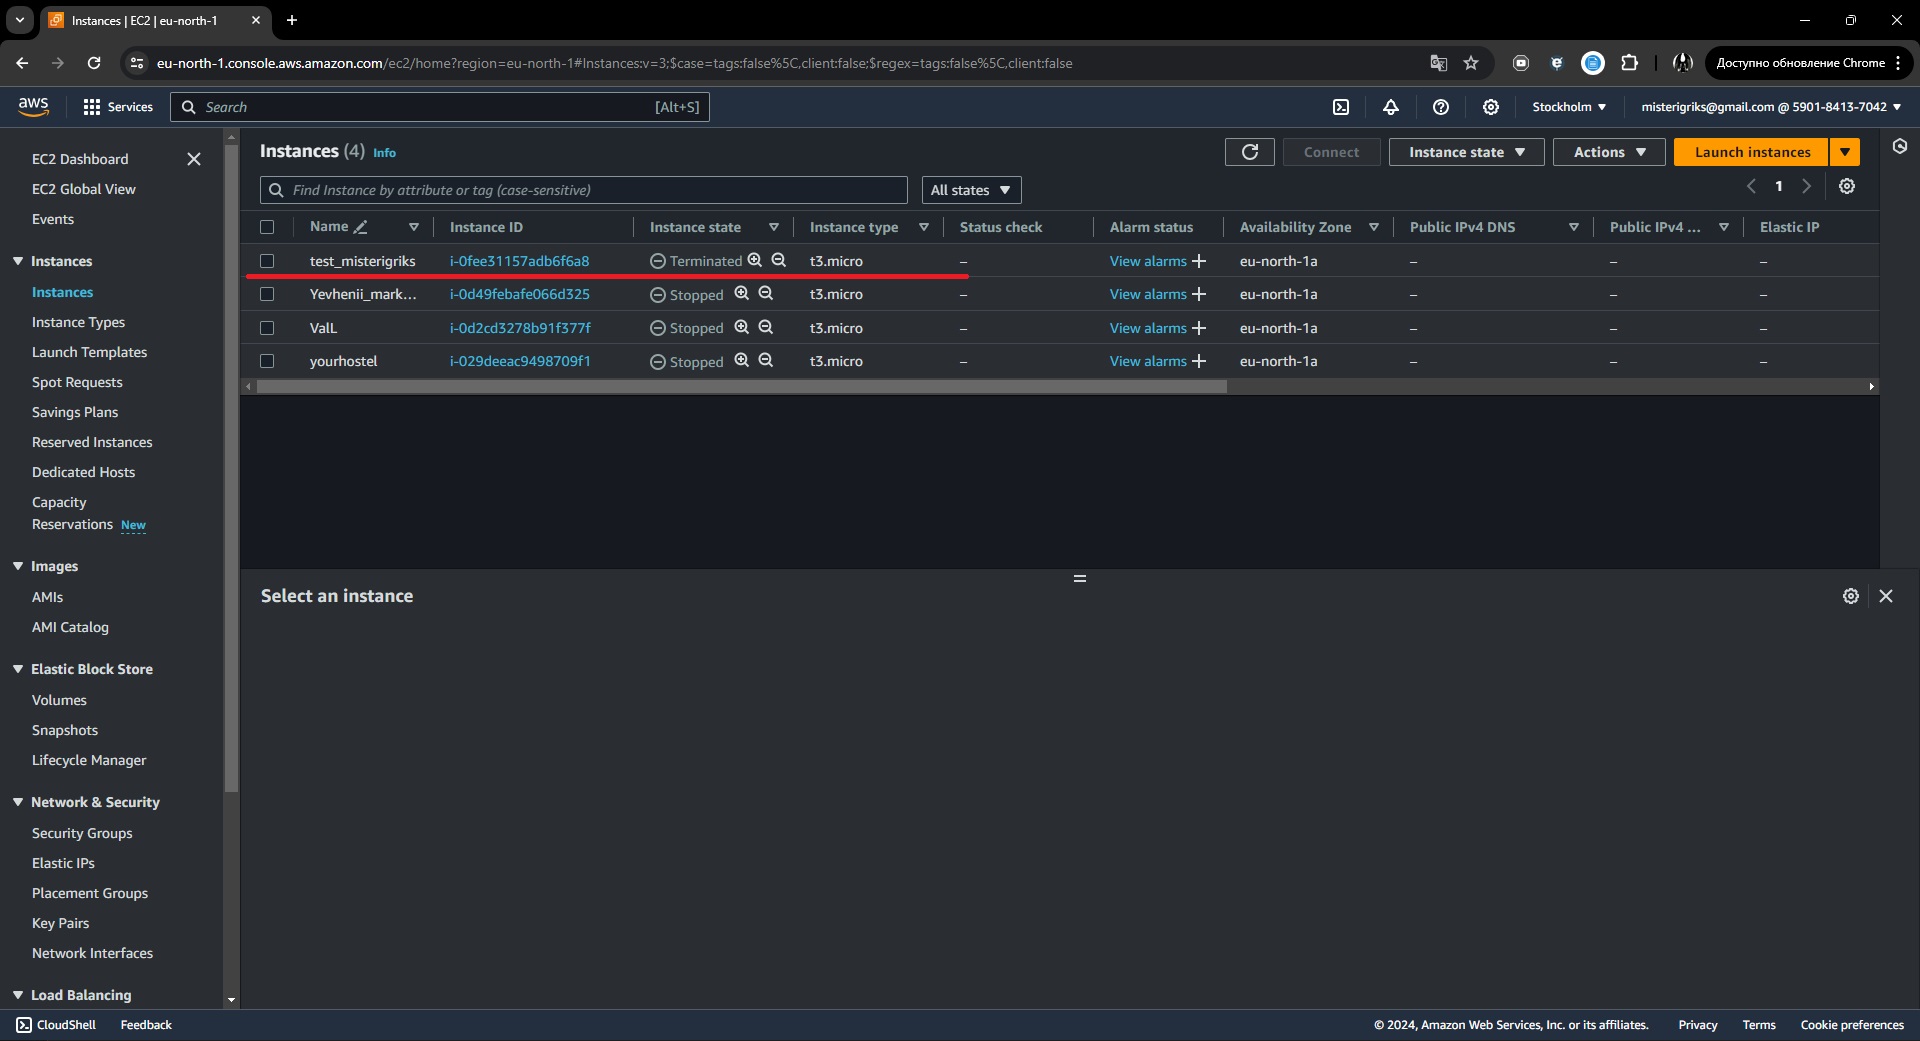 Instances | EC2 | eu-north-1
eu-north-1.console.aws.amazon.com/ec2/home?region=eu-north-1#Instances:v=3;$case=tags:false%5C,client:false;$regex=tags:false%5C,client:false
Доступно обновление Chrome
aws Services Search [Alt+S] Stockholm misterigriks@gmail.com @ 5901-8413-7042
EC2 Dashboard
EC2 Global View
Events
Instances
Instances
Instance Types
Launch Templates
Spot Requests
Savings Plans
Reserved Instances
Dedicated Hosts
Capacity
Reservations New
Images
AMIs
AMI Catalog
Elastic Block Store
Volumes
Snapshots
Lifecycle Manager
Network & Security
Security Groups
Elastic IPs
Placement Groups
Key Pairs
Network Interfaces
Load Balancing
Instances (4) Info
Connect Instance state Actions Launch instances
Find Instance by attribute or tag (case-sensitive) All states 1
Name Instance ID Instance state Instance type Status check Alarm status Availability Zone Public IPv4 DNS Public IPv4 ... Elastic IP
test_misterigriks i-0fee31157adb6f6a8 Terminated t3.micro – View alarms + eu-north-1a – – –
Yevhenii_mark... i-0d49febafe066d325 Stopped t3.micro – View alarms + eu-north-1a – – –
ValL i-0d2cd3278b91f377f Stopped t3.micro – View alarms + eu-north-1a – – –
yourhostel i-029deeac9498709f1 Stopped t3.micro – View alarms + eu-north-1a – – –
Select an instance
CloudShell Feedback © 2024, Amazon Web Services, Inc. or its affiliates. Privacy Terms Cookie preferences